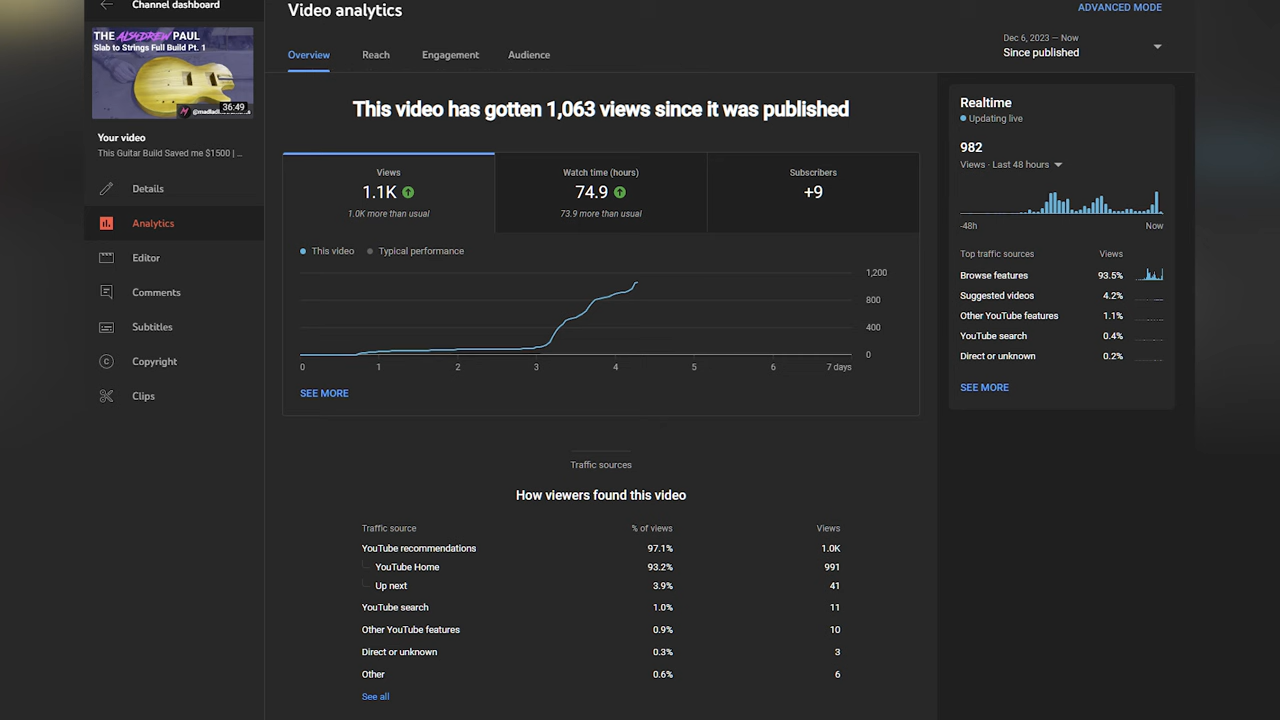 Channel dashboard
THE ALSYDREW PAUL
Slab to Strings Full Build Pt. 1
36:49
Your video
This Guitar Build Saved me $1500 | ...
Details
Analytics
Editor
Comments
Subtitles
Copyright
Clips
Video analytics
ADVANCED MODE
Overview
Reach
Engagement
Audience
Dec 6, 2023 — Now
Since published
This video has gotten 1,063 views since it was published
Views
1.1K
1.0K more than usual
Watch time (hours)
74.9
73.9 more than usual
Subscribers
+9
This video
Typical performance
1,200
800
400
0
0 1 2 3 4 5 6 7 days
SEE MORE
Traffic sources
How viewers found this video
Traffic source % of views Views
YouTube recommendations 97.1% 1.0K
YouTube Home 93.2% 991
Up next 3.9% 41
YouTube search 1.0% 11
Other YouTube features 0.9% 10
Direct or unknown 0.3% 3
Other 0.6% 6
See all
Realtime
Updating live
982
Views · Last 48 hours
-48h Now
Top traffic sources Views
Browse features 93.5%
Suggested videos 4.2%
Other YouTube features 1.1%
YouTube search 0.4%
Direct or unknown 0.2%
SEE MORE